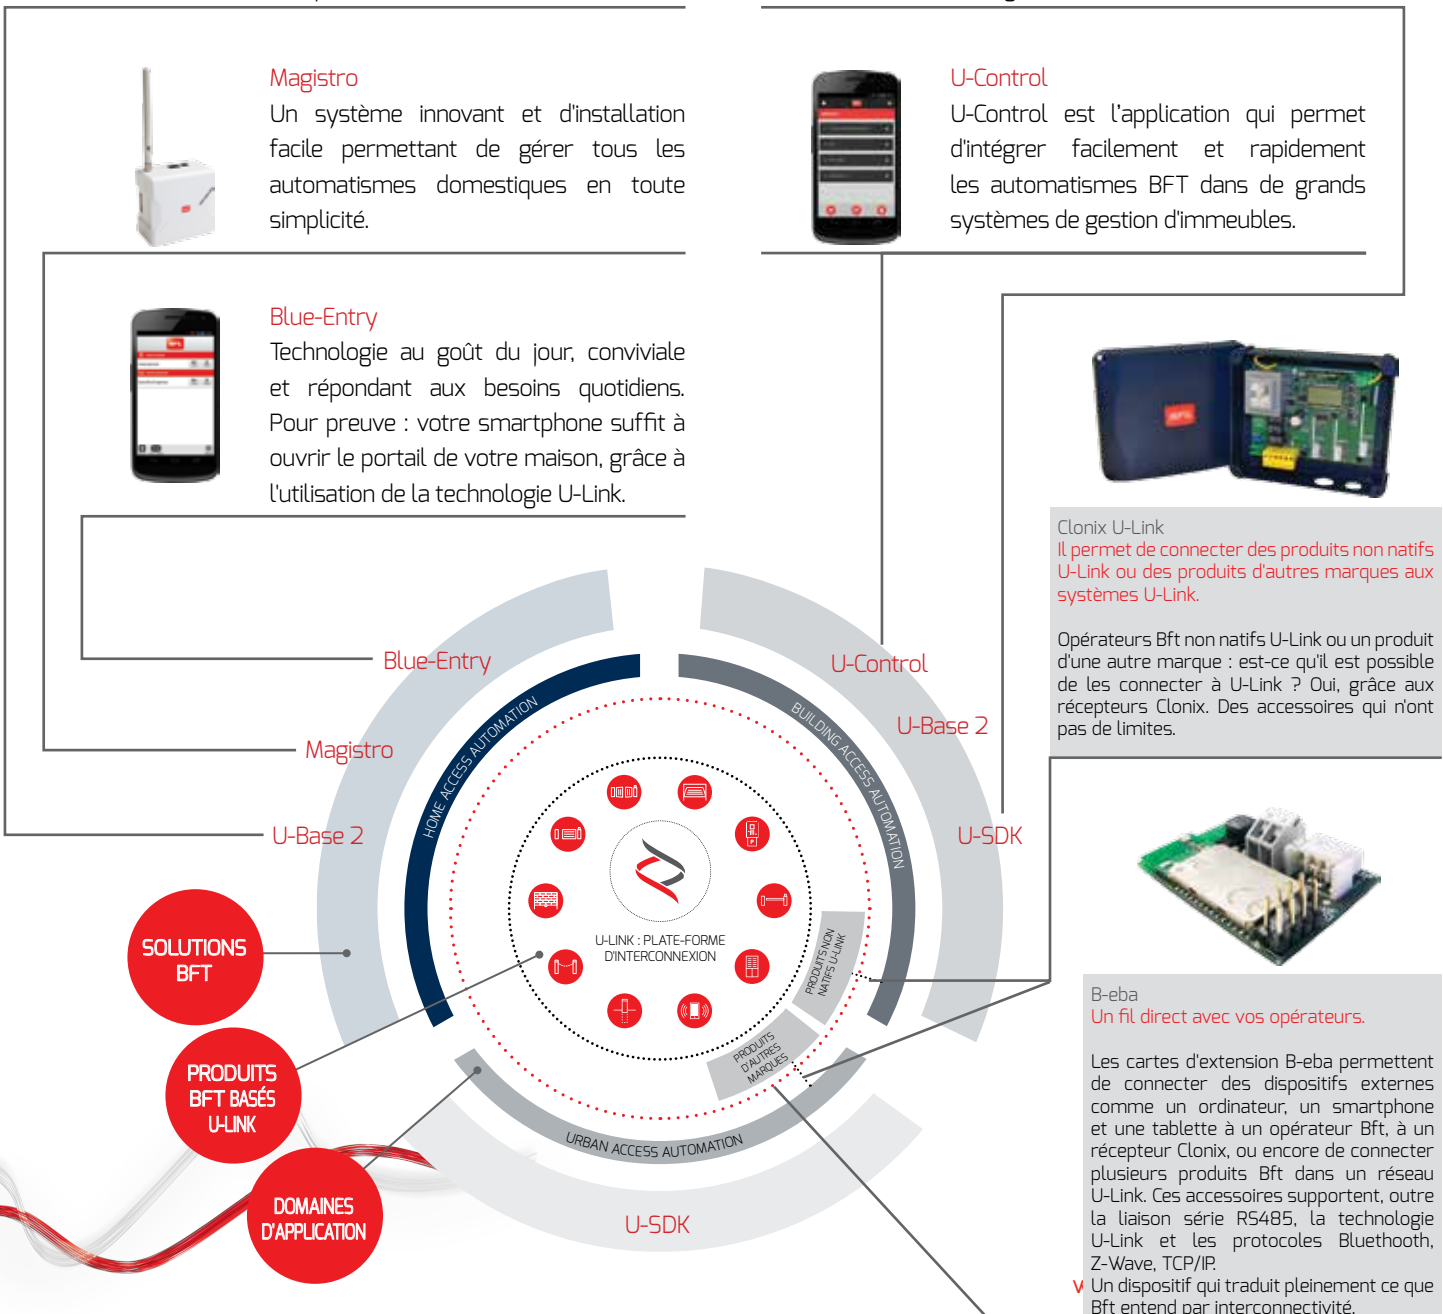 Magistro
Un système innovant et d'installation
facile permettant de gérer tous les
automatismes domestiques en toute
simplicité.
U-Control
U-Control est l'application qui permet
d'intégrer facilement et rapidement
les automatismes BFT dans de grands
systèmes de gestion d'immeubles.
Blue-Entry
Technologie au goût du jour, conviviale
et répondant aux besoins quotidiens.
Pour preuve : votre smartphone suffit à
ouvrir le portail de votre maison, grâce à
l'utilisation de la technologie U-Link.
Clonix U-Link
Il permet de connecter des produits non natifs
U-Link ou des produits d'autres marques aux
systèmes U-Link.
Opérateurs Bft non natifs U-Link ou un produit
d'une autre marque : est-ce qu'il est possible
de les connecter à U-Link ? Oui, grâce aux
récepteurs Clonix. Des accessoires qui n'ont
pas de limites.
Blue-Entry
Magistro
U-Base 2
U-Control
U-Base 2
U-SDK
HOME ACCESS AUTOMATION
BUILDING ACCESS AUTOMATION
P
U-LINK : PLATE-FORME
D'INTERCONNEXION
PRODUITS NON
NATIFS U-LINK
PRODUITS
D'AUTRES
MARQUES
URBAN ACCESS AUTOMATION
U-SDK
SOLUTIONS
BFT
PRODUITS
BFT BASÉS
U-LINK
DOMAINES
D'APPLICATION
B-eba
Un fil direct avec vos opérateurs.
Les cartes d'extension B-eba permettent
de connecter des dispositifs externes
comme un ordinateur, un smartphone
et une tablette à un opérateur Bft, à un
récepteur Clonix, ou encore de connecter
plusieurs produits Bft dans un réseau
U-Link. Ces accessoires supportent, outre
la liaison série RS485, la technologie
U-Link et les protocoles Bluethooth,
Z-Wave, TCP/IP.
Un dispositif qui traduit pleinement ce que
Bft entend par interconnectivité.